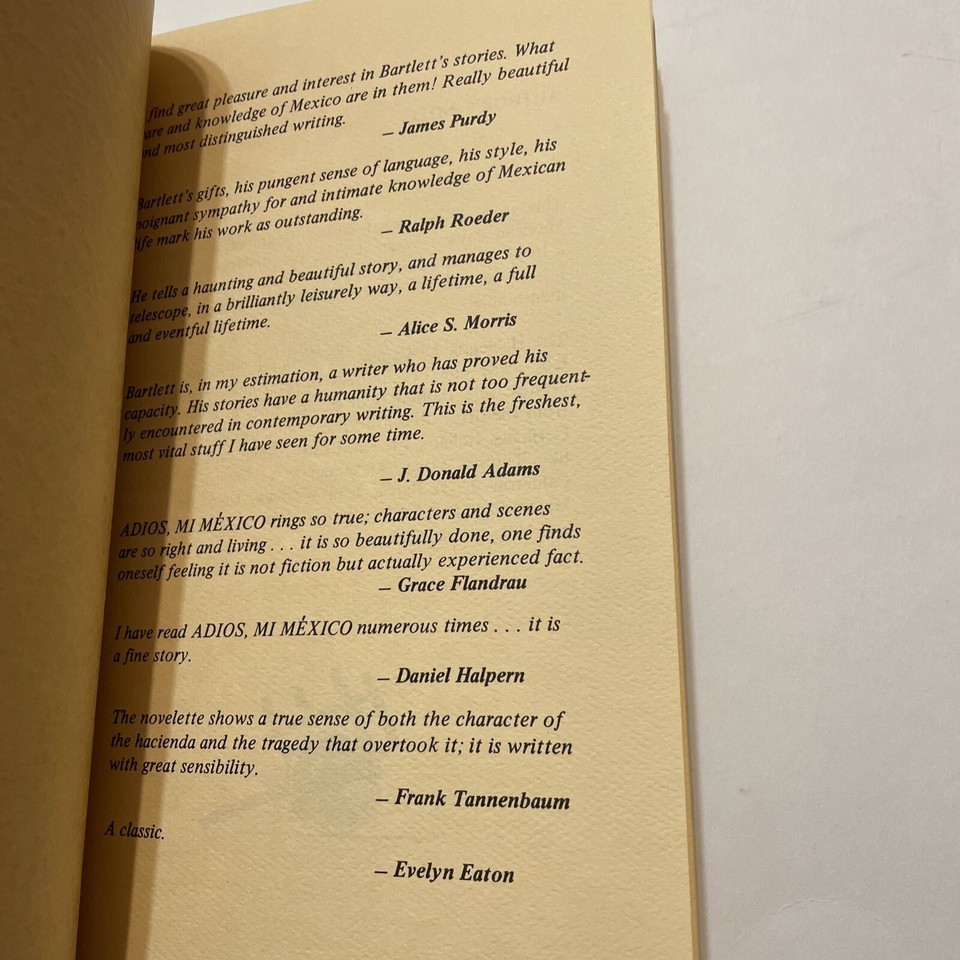 find great pleasure and interest in Bartlett's stories. What
and knowledge of Mexico are in them! Really beautiful
and most distinguished writing.
— James Purdy
Bartlett's gifts, his pungent sense of language, his style, his
poignant sympathy for and intimate knowledge of Mexican
life mark his work as outstanding.
— Ralph Roeder
He tells a haunting and beautiful story, and manages to
telescope, in a brilliantly leisurely way, a lifetime, a full
and eventful lifetime.
— Alice S. Morris
Bartlett is, in my estimation, a writer who has proved his
capacity. His stories have a humanity that is not too frequent-
ly encountered in contemporary writing. This is the freshest,
most vital stuff I have seen for some time.
— J. Donald Adams
ADIOS, MI MÉXICO rings so true; characters and scenes
are so right and living . . . it is so beautifully done, one finds
oneself feeling it is not fiction but actually experienced fact.
— Grace Flandrau
I have read ADIOS, MI MÉXICO numerous times . . . it is
a fine story.
— Daniel Halpern
The novelette shows a true sense of both the character of
the hacienda and the tragedy that overtook it; it is written
with great sensibility.
— Frank Tannenbaum
A classic.
— Evelyn Eaton